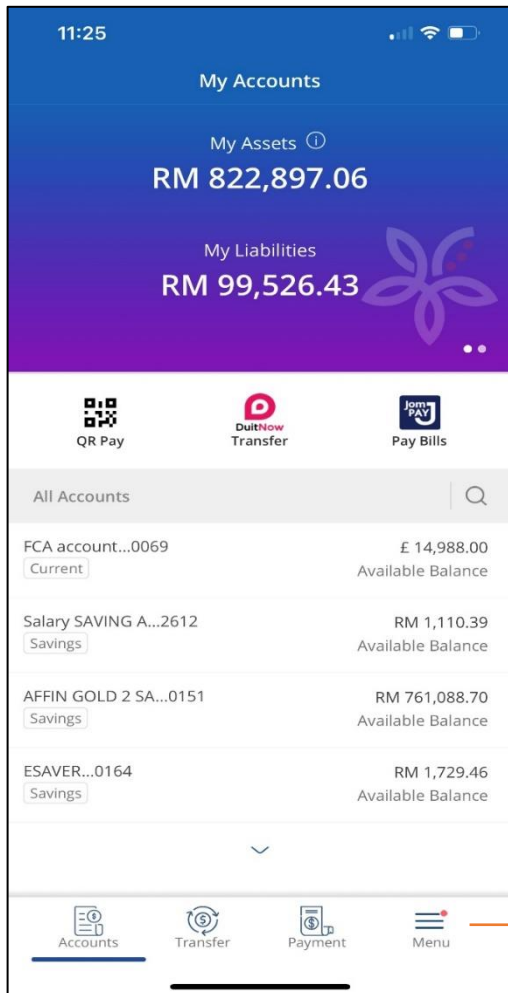 11:25
My Accounts
My Assets
RM 822,897.06
My Liabilities
RM 99,526.43
QR Pay
DuitNow
Transfer
Jom
PAY
Pay Bills
All Accounts
FCA account...0069
£ 14,988.00
Current
Available Balance
Salary SAVING A...2612
RM 1,110.39
Savings
Available Balance
AFFIN GOLD 2 SA...0151
RM 761,088.70
Savings
Available Balance
ESAVER...0164
RM 1,729.46
Savings
Available Balance
Accounts
Transfer
Payment
Menu